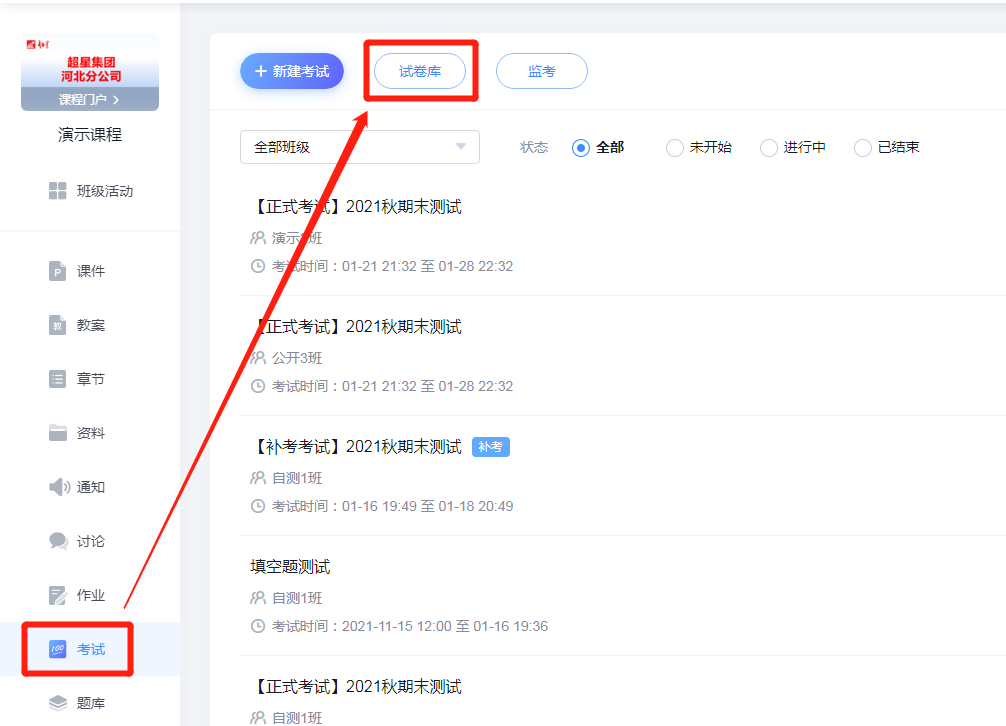 超星集团
河北分公司
课程门户 >
演示课程
班级活动
课件
教案
章节
资料
通知
讨论
作业
考试
题库
+ 新建考试
试卷库
监考
全部班级
状态
全部
未开始
进行中
已结束
【正式考试】2021秋期末测试
演示 班
考试时间：01-21 21:32 至 01-28 22:32
【正式考试】2021秋期末测试
公开3班
考试时间：01-21 21:32 至 01-28 22:32
【补考考试】2021秋期末测试 补考
自测1班
考试时间：01-16 19:49 至 01-18 20:49
填空题测试
自测1班
考试时间：2021-11-15 12:00 至 01-16 19:36
【正式考试】2021秋期末测试
自测1班